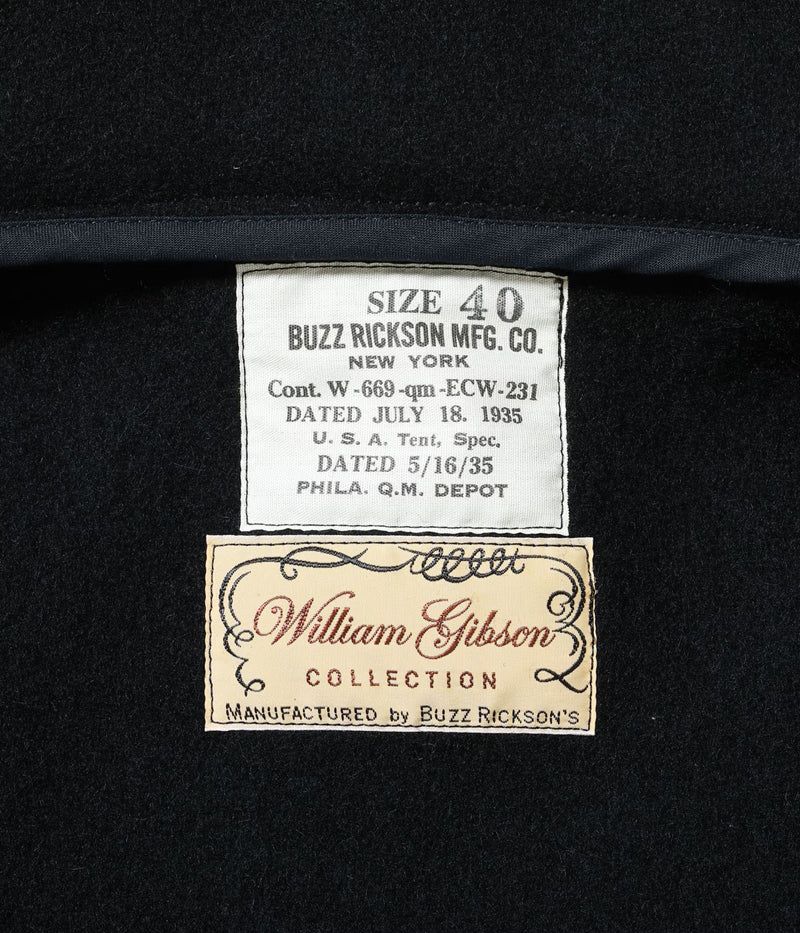 SIZE 40
BUZZ RICKSON MFG. CO.
NEW YORK
Cont. W-669-qm-ECW-231
DATED JULY 18. 1935
U. S. A. Tent, Spec.
DATED 5/16/35
PHILA. Q.M. DEPOT
William Gibson
COLLECTION
MANUFACTURED by BUZZ RICKSON'S